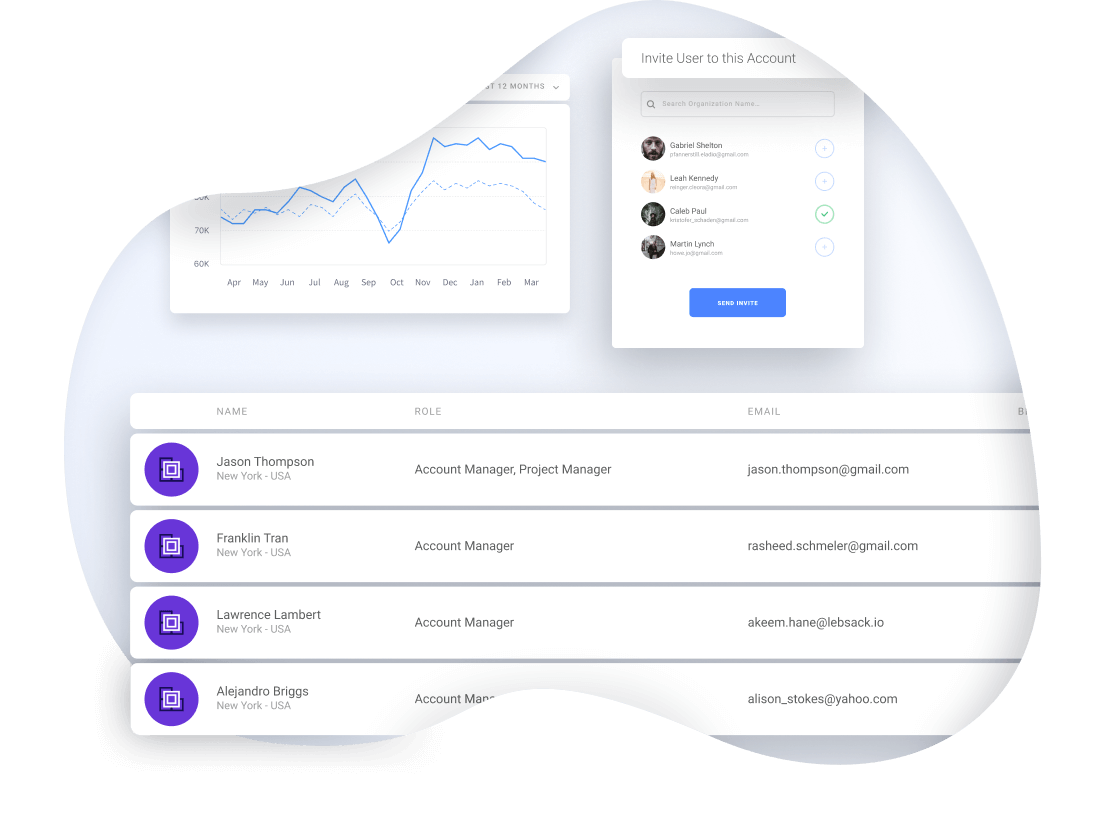 12 MONTHS
70K
60K
Apr May Jun Jul Aug Sep Oct Nov Dec Jan Feb Mar
Invite User to this Account
Search Organization Name...
Gabriel Shelton
pfannerstill.eladio@gmail.com
Leah Kennedy
reinger.cleora@gmail.com
Caleb Paul
kristofer_schaden@gmail.com
Martin Lynch
howe.jo@gmail.com
SEND INVITE
NAME ROLE EMAIL
Jason Thompson
New York - USA
Account Manager, Project Manager
jason.thompson@gmail.com
Franklin Tran
New York - USA
Account Manager
rasheed.schmeler@gmail.com
Lawrence Lambert
New York - USA
Account Manager
akeem.hane@lebsack.io
Alejandro Briggs
New York - USA
Account
alison_stokes@yahoo.com